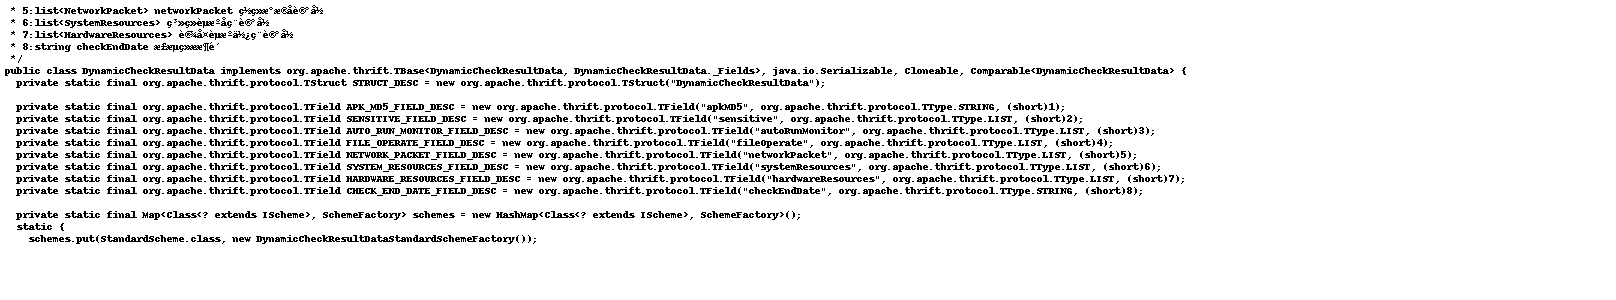 * 5:list<NetworkPacket> networkPacket
* 6:list<SystemResources>
* 7:list<HardwareResources>
* 8:string checkEndDate
*/
public class DynamicCheckResultData implements org.apache.thrift.TBase<DynamicCheckResultData, DynamicCheckResultData._Fields>, java.io.Serializable, Cloneable, Comparable<DynamicCheckResultData> {
private static final org.apache.thrift.protocol.TStruct STRUCT_DESC = new org.apache.thrift.protocol.TStruct("DynamicCheckResultData");
private static final org.apache.thrift.protocol.TField APK_MD5_FIELD_DESC = new org.apache.thrift.protocol.TField("apkMD5", org.apache.thrift.protocol.TType.STRING, (short)1);
private static final org.apache.thrift.protocol.TField SENSITIVE_FIELD_DESC = new org.apache.thrift.protocol.TField("sensitive", org.apache.thrift.protocol.TType.LIST, (short)2);
private static final org.apache.thrift.protocol.TField AUTO_RUN_MONITOR_FIELD_DESC = new org.apache.thrift.protocol.TField("autoRunMonitor", org.apache.thrift.protocol.TType.LIST, (short)3);
private static final org.apache.thrift.protocol.TField FILE_OPERATE_FIELD_DESC = new org.apache.thrift.protocol.TField("fileOperate", org.apache.thrift.protocol.TType.LIST, (short)4);
private static final org.apache.thrift.protocol.TField NETWORK_PACKET_FIELD_DESC = new org.apache.thrift.protocol.TField("networkPacket", org.apache.thrift.protocol.TType.LIST, (short)5);
private static final org.apache.thrift.protocol.TField SYSTEM_RESOURCES_FIELD_DESC = new org.apache.thrift.protocol.TField("systemResources", org.apache.thrift.protocol.TType.LIST, (short)6);
private static final org.apache.thrift.protocol.TField HARDWARE_RESOURCES_FIELD_DESC = new org.apache.thrift.protocol.TField("hardwareResources", org.apache.thrift.protocol.TType.LIST, (short)7);
private static final org.apache.thrift.protocol.TField CHECK_END_DATE_FIELD_DESC = new org.apache.thrift.protocol.TField("checkEndDate", org.apache.thrift.protocol.TType.STRING, (short)8);
private static final Map<Class<? extends IScheme>, SchemeFactory> schemes = new HashMap<Class<? extends IScheme>, SchemeFactory>();
static {
schemes.put(StandardScheme.class, new DynamicCheckResultDataStandardSchemeFactory());